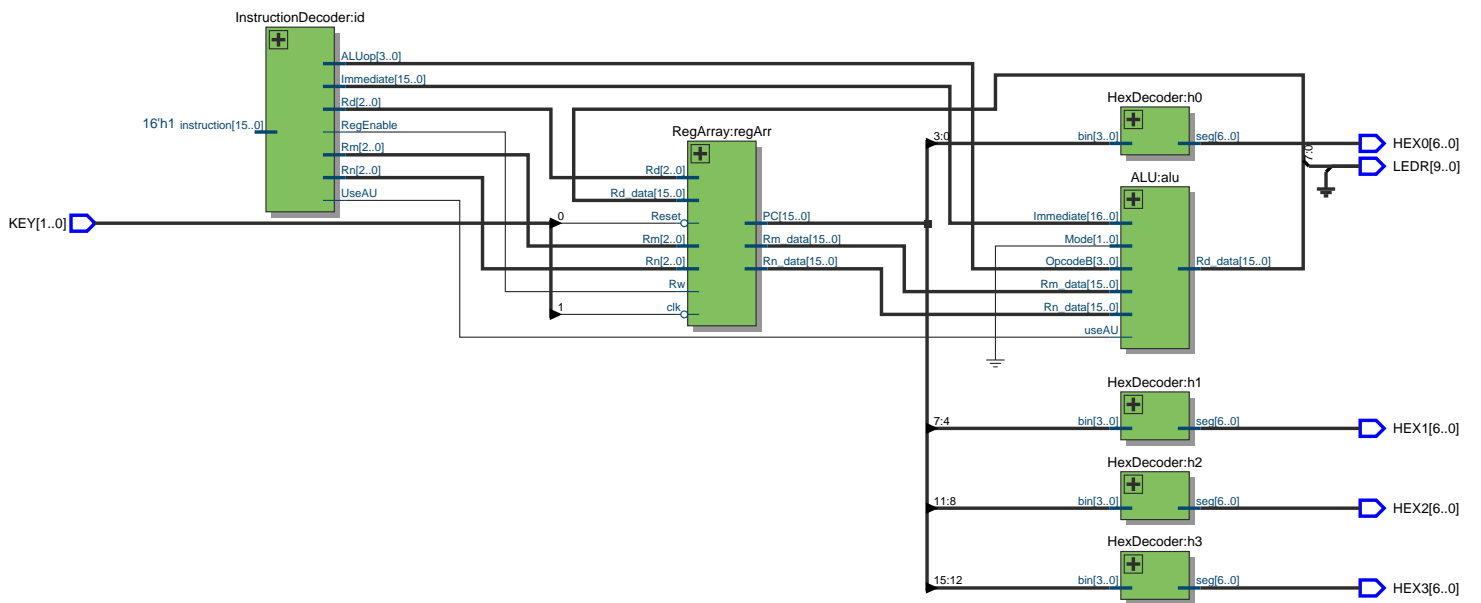 InstructionDecoder:id
ALUop[3..0]
Immediate[15..0]
Rd[2..0]
RegEnable
Rm[2..0]
Rn[2..0]
UseAU
16'h1 instruction[15..0]
KEY[1..0]
0
1
RegArray:regArr
Rd[2..0]
Rd_data[15..0]
Reset
Rm[2..0]
Rn[2..0]
Rw
clk
PC[15..0]
Rm_data[15..0]
Rn_data[15..0]
HexDecoder:h0
3:0
bin[3..0]
seg[6..0]
HEX0[6..0]
7:0
LEDR[9..0]
ALU:alu
Immediate[16..0]
Mode[1..0]
OpcodeB[3..0]
Rm_data[15..0]
Rn_data[15..0]
useAU
Rd_data[15..0]
HexDecoder:h1
7:4
bin[3..0]
seg[6..0]
HEX1[6..0]
HexDecoder:h2
11:8
bin[3..0]
seg[6..0]
HEX2[6..0]
HexDecoder:h3
15:12
bin[3..0]
seg[6..0]
HEX3[6..0]